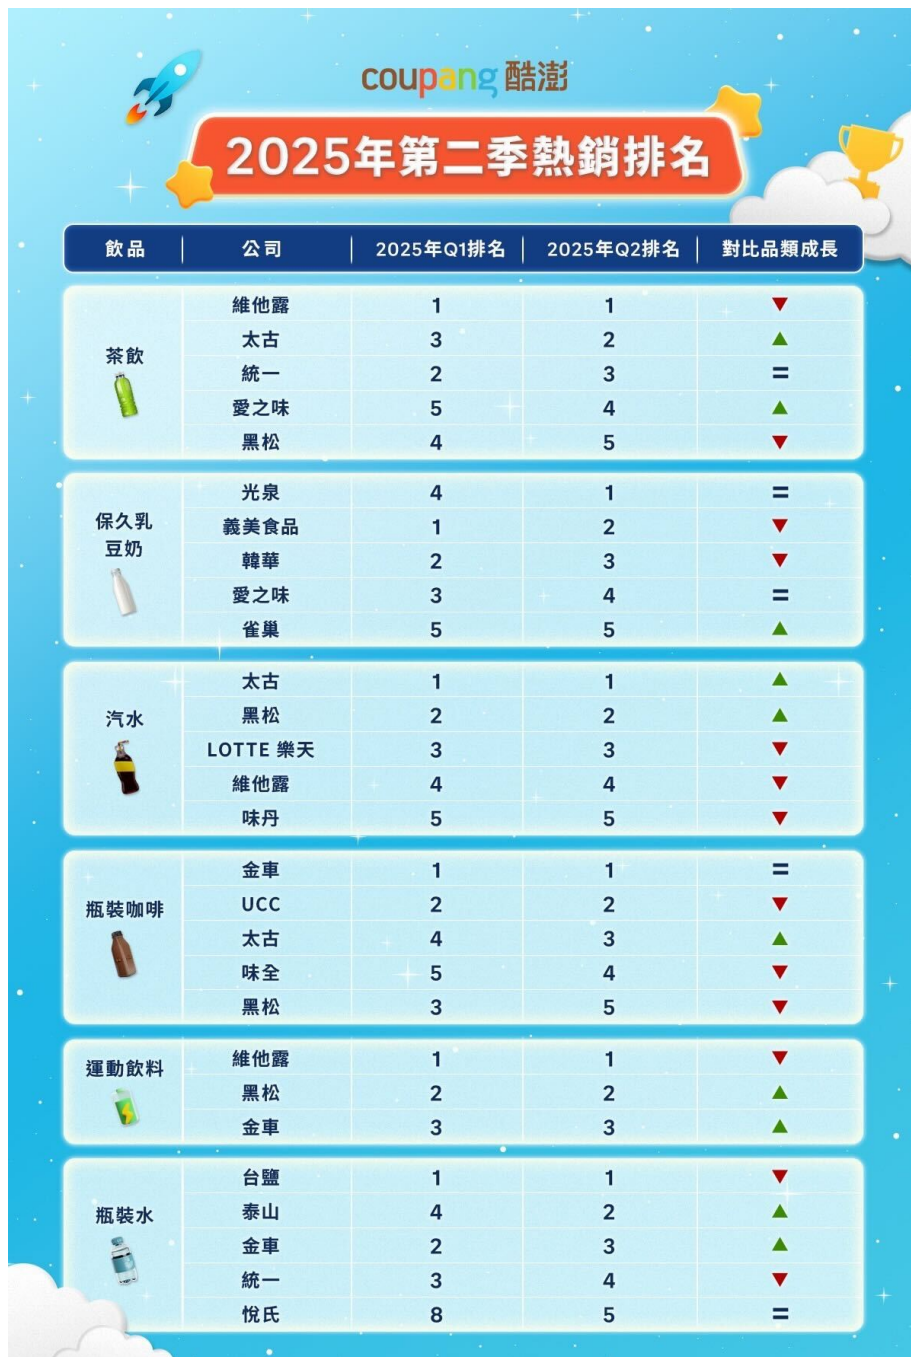 coupang 酷澎
2025年第二季熱銷排名
飲品 公司 2025年Q1排名 2025年Q2排名 對比品類成長
茶飲
維他露 1 1 ▼
太古 3 2 ▲
統一 2 3 =
愛之味 5 4 ▲
黑松 4 5 ▼
保久乳
豆奶
光泉 4 1 =
義美食品 1 2 ▼
韓華 2 3 ▼
愛之味 3 4 =
雀巢 5 5 ▲
汽水
太古 1 1 ▲
黑松 2 2 ▲
LOTTE 樂天 3 3 ▼
維他露 4 4 ▼
味丹 5 5 ▼
瓶裝咖啡
金車 1 1 =
UCC 2 2 ▼
太古 4 3 ▲
味全 5 4 ▼
黑松 3 5 ▼
運動飲料
維他露 1 1 ▼
黑松 2 2 ▲
金車 3 3 ▲
瓶裝水
台鹽 1 1 ▼
泰山 4 2 ▲
金車 2 3 ▲
統一 3 4 ▼
悅氏 8 5 =